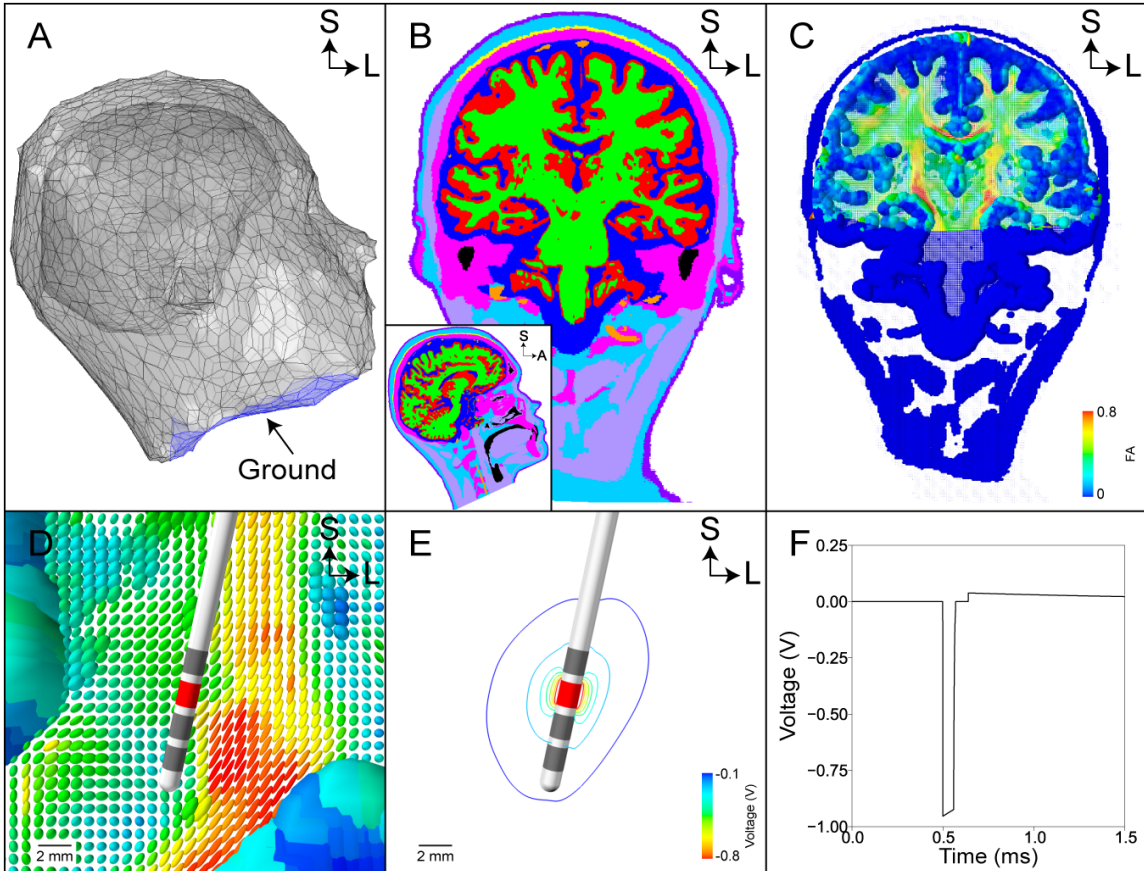 A
S
L
Ground
B
S
L
S
A
C
S
L
0.8
FA
0
D
S
L
2 mm
E
S
L
-0.1
Voltage (V)
-0.8
2 mm
F
0.25
0.00
−0.25
−0.50
−0.75
−1.00
Voltage (V)
0.0
0.5
1.0
1.5
Time (ms)